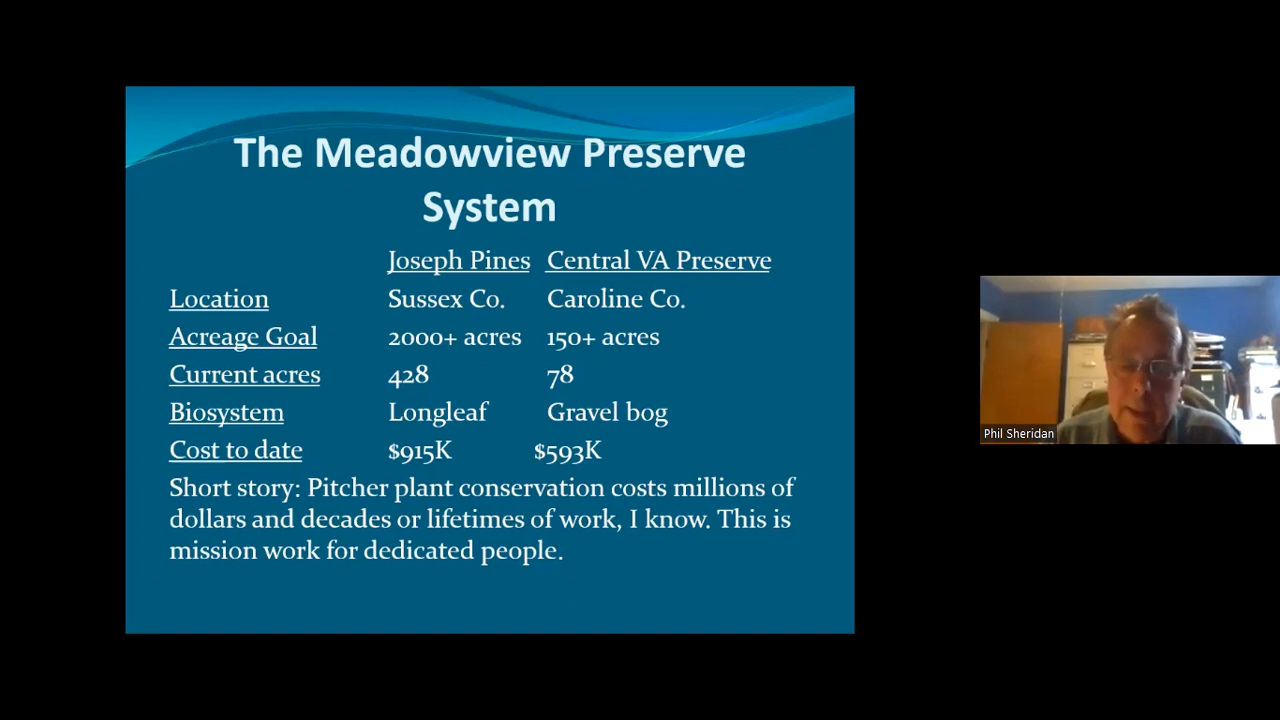 The Meadowview Preserve
System
Joseph Pines Central VA Preserve
Location Sussex Co. Caroline Co.
Acreage Goal 2000+ acres 150+ acres
Current acres 428 78
Biosystem Longleaf Gravel bog
Cost to date $915K $593K
Short story: Pitcher plant conservation costs millions of
dollars and decades or lifetimes of work, I know. This is
mission work for dedicated people.
Phil Sheridan